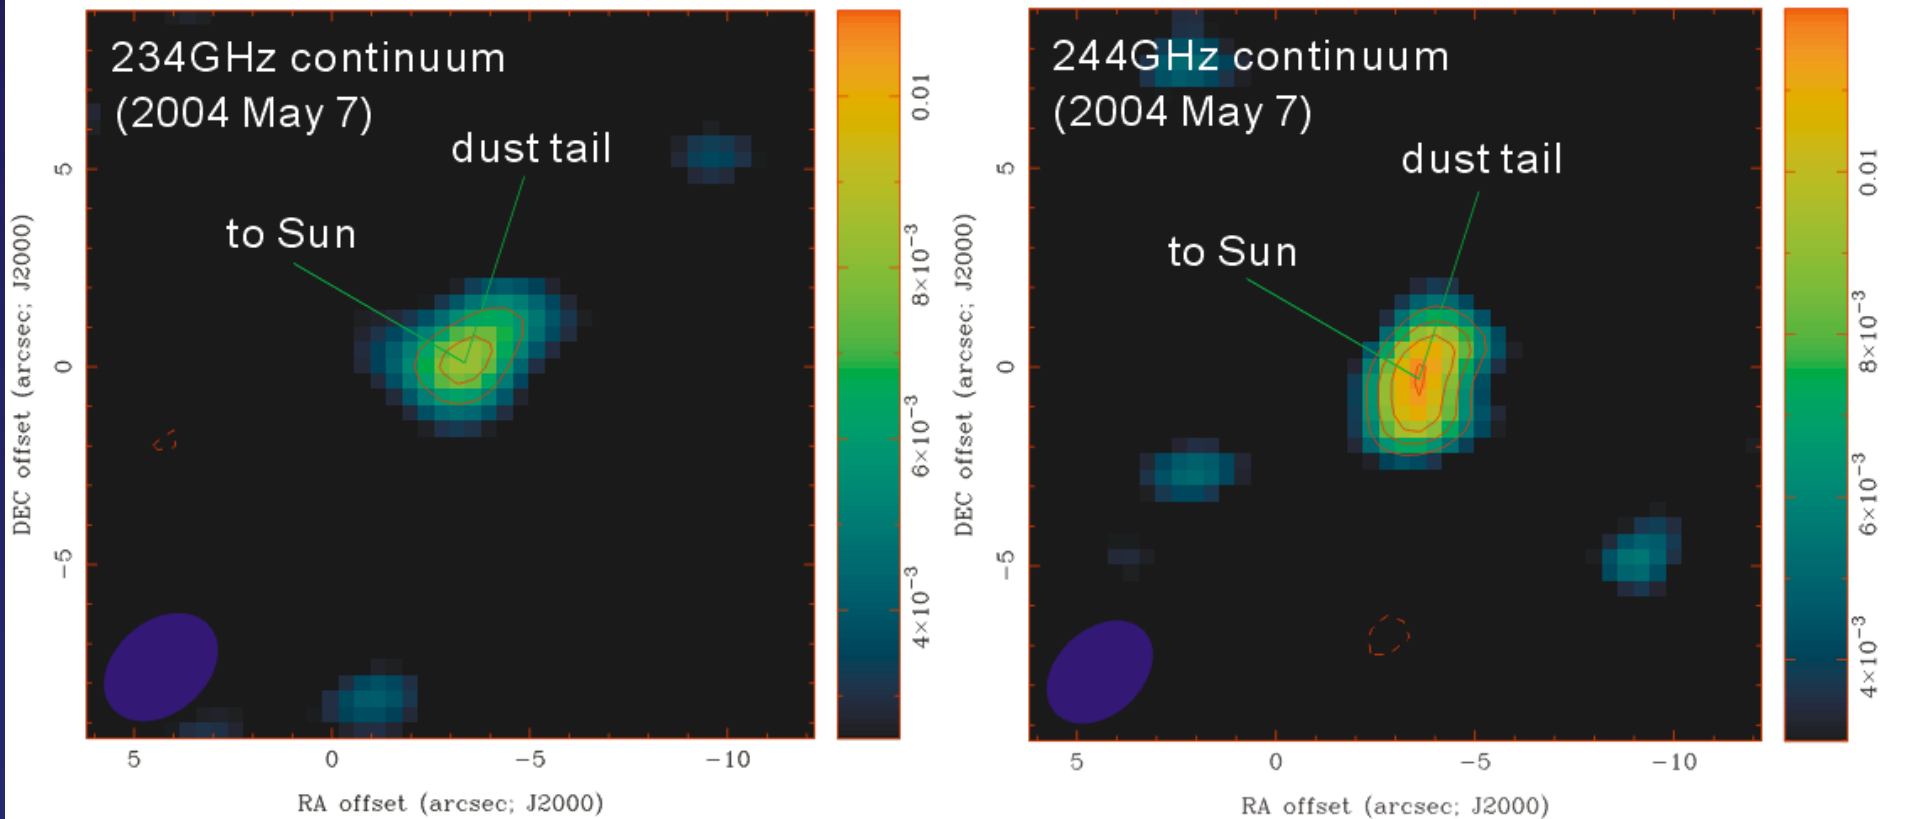 234GHz continuum
(2004 May 7)
dust tail
to Sun
DEC offset (arcsec; J2000)
5
0
-5
5
0
-5
-10
RA offset (arcsec; J2000)
0.01
8×10⁻³
6×10⁻³
4×10⁻³
244GHz continuum
(2004 May 7)
dust tail
to Sun
DEC offset (arcsec; J2000)
5
0
-5
5
0
-5
-10
RA offset (arcsec; J2000)
0.01
8×10⁻³
6×10⁻³
4×10⁻³